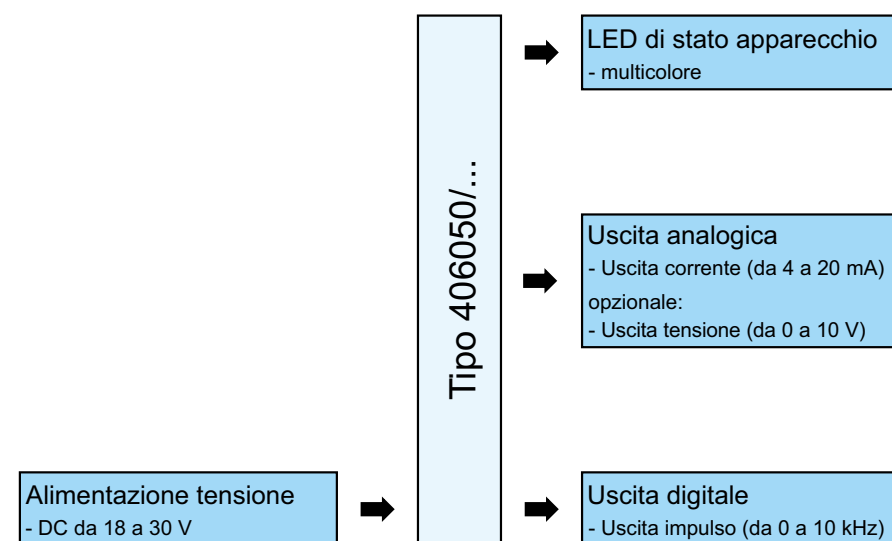 LED di stato apparecchio
- multicolore
Tipo 406050/...
Uscita analogica
- Uscita corrente (da 4 a 20 mA)
opzionale:
- Uscita tensione (da 0 a 10 V)
Alimentazione tensione
- DC da 18 a 30 V
Uscita digitale
- Uscita impulso (da 0 a 10 kHz)